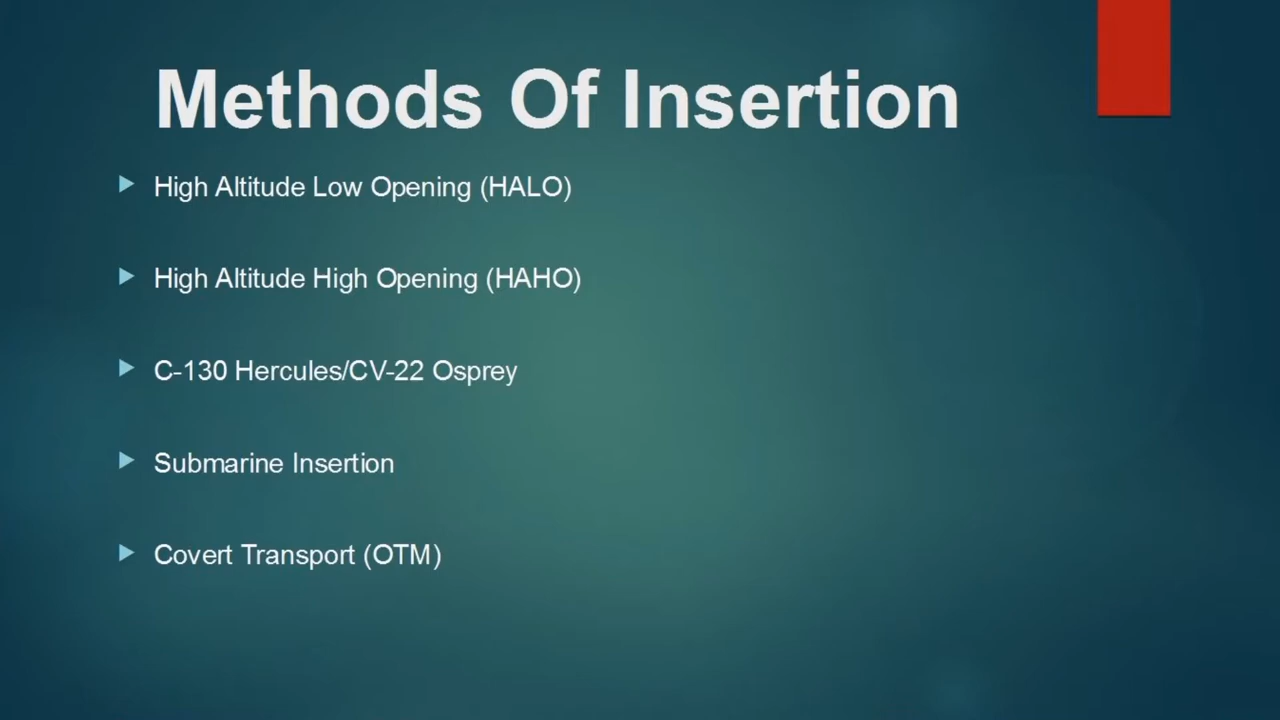 Methods Of Insertion
High Altitude Low Opening (HALO)
High Altitude High Opening (HAHO)
C-130 Hercules/CV-22 Osprey
Submarine Insertion
Covert Transport (OTM)